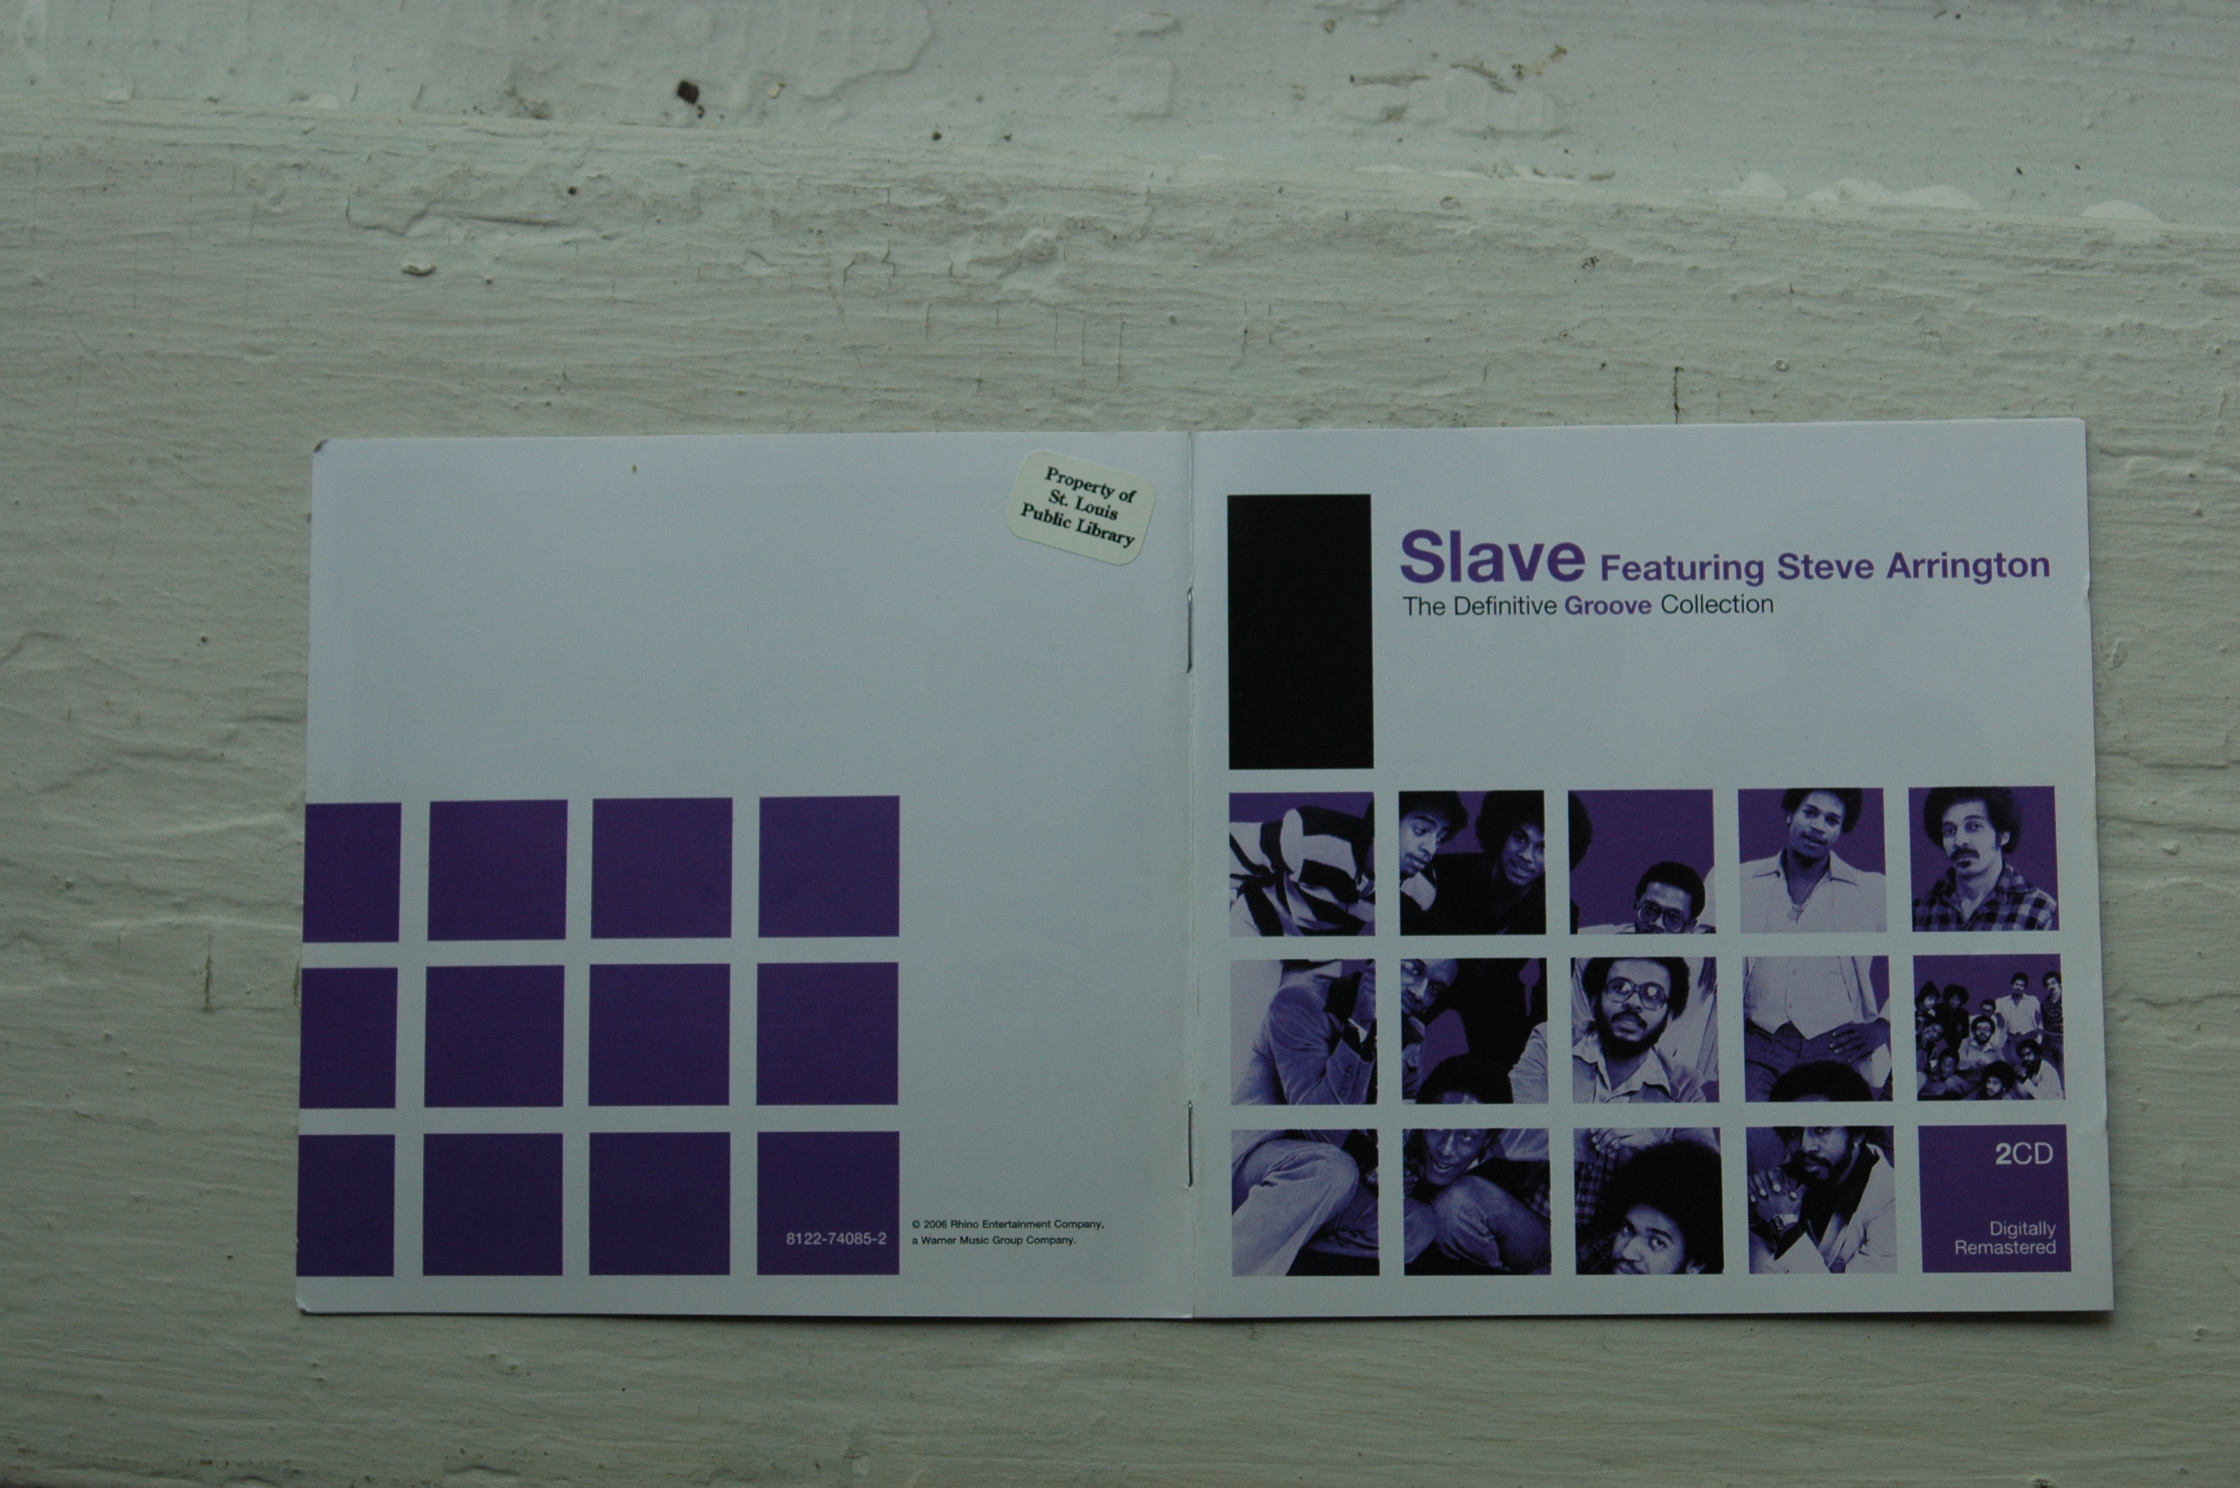 Property of
St. Louis
Public Library
8122-74085-2
© 2006 Rhino Entertainment Company,
a Warner Music Group Company.
Slave Featuring Steve Arrington
The Definitive Groove Collection
2CD
Digitally
Remastered